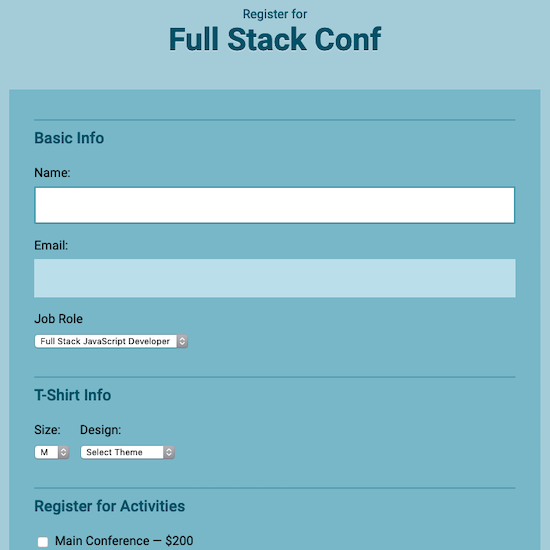 Register for
Full Stack Conf
Basic Info
Name:
Email:
Job Role
Full Stack JavaScript Developer
T-Shirt Info
Size: Design:
M Select Theme
Register for Activities
Main Conference — $200